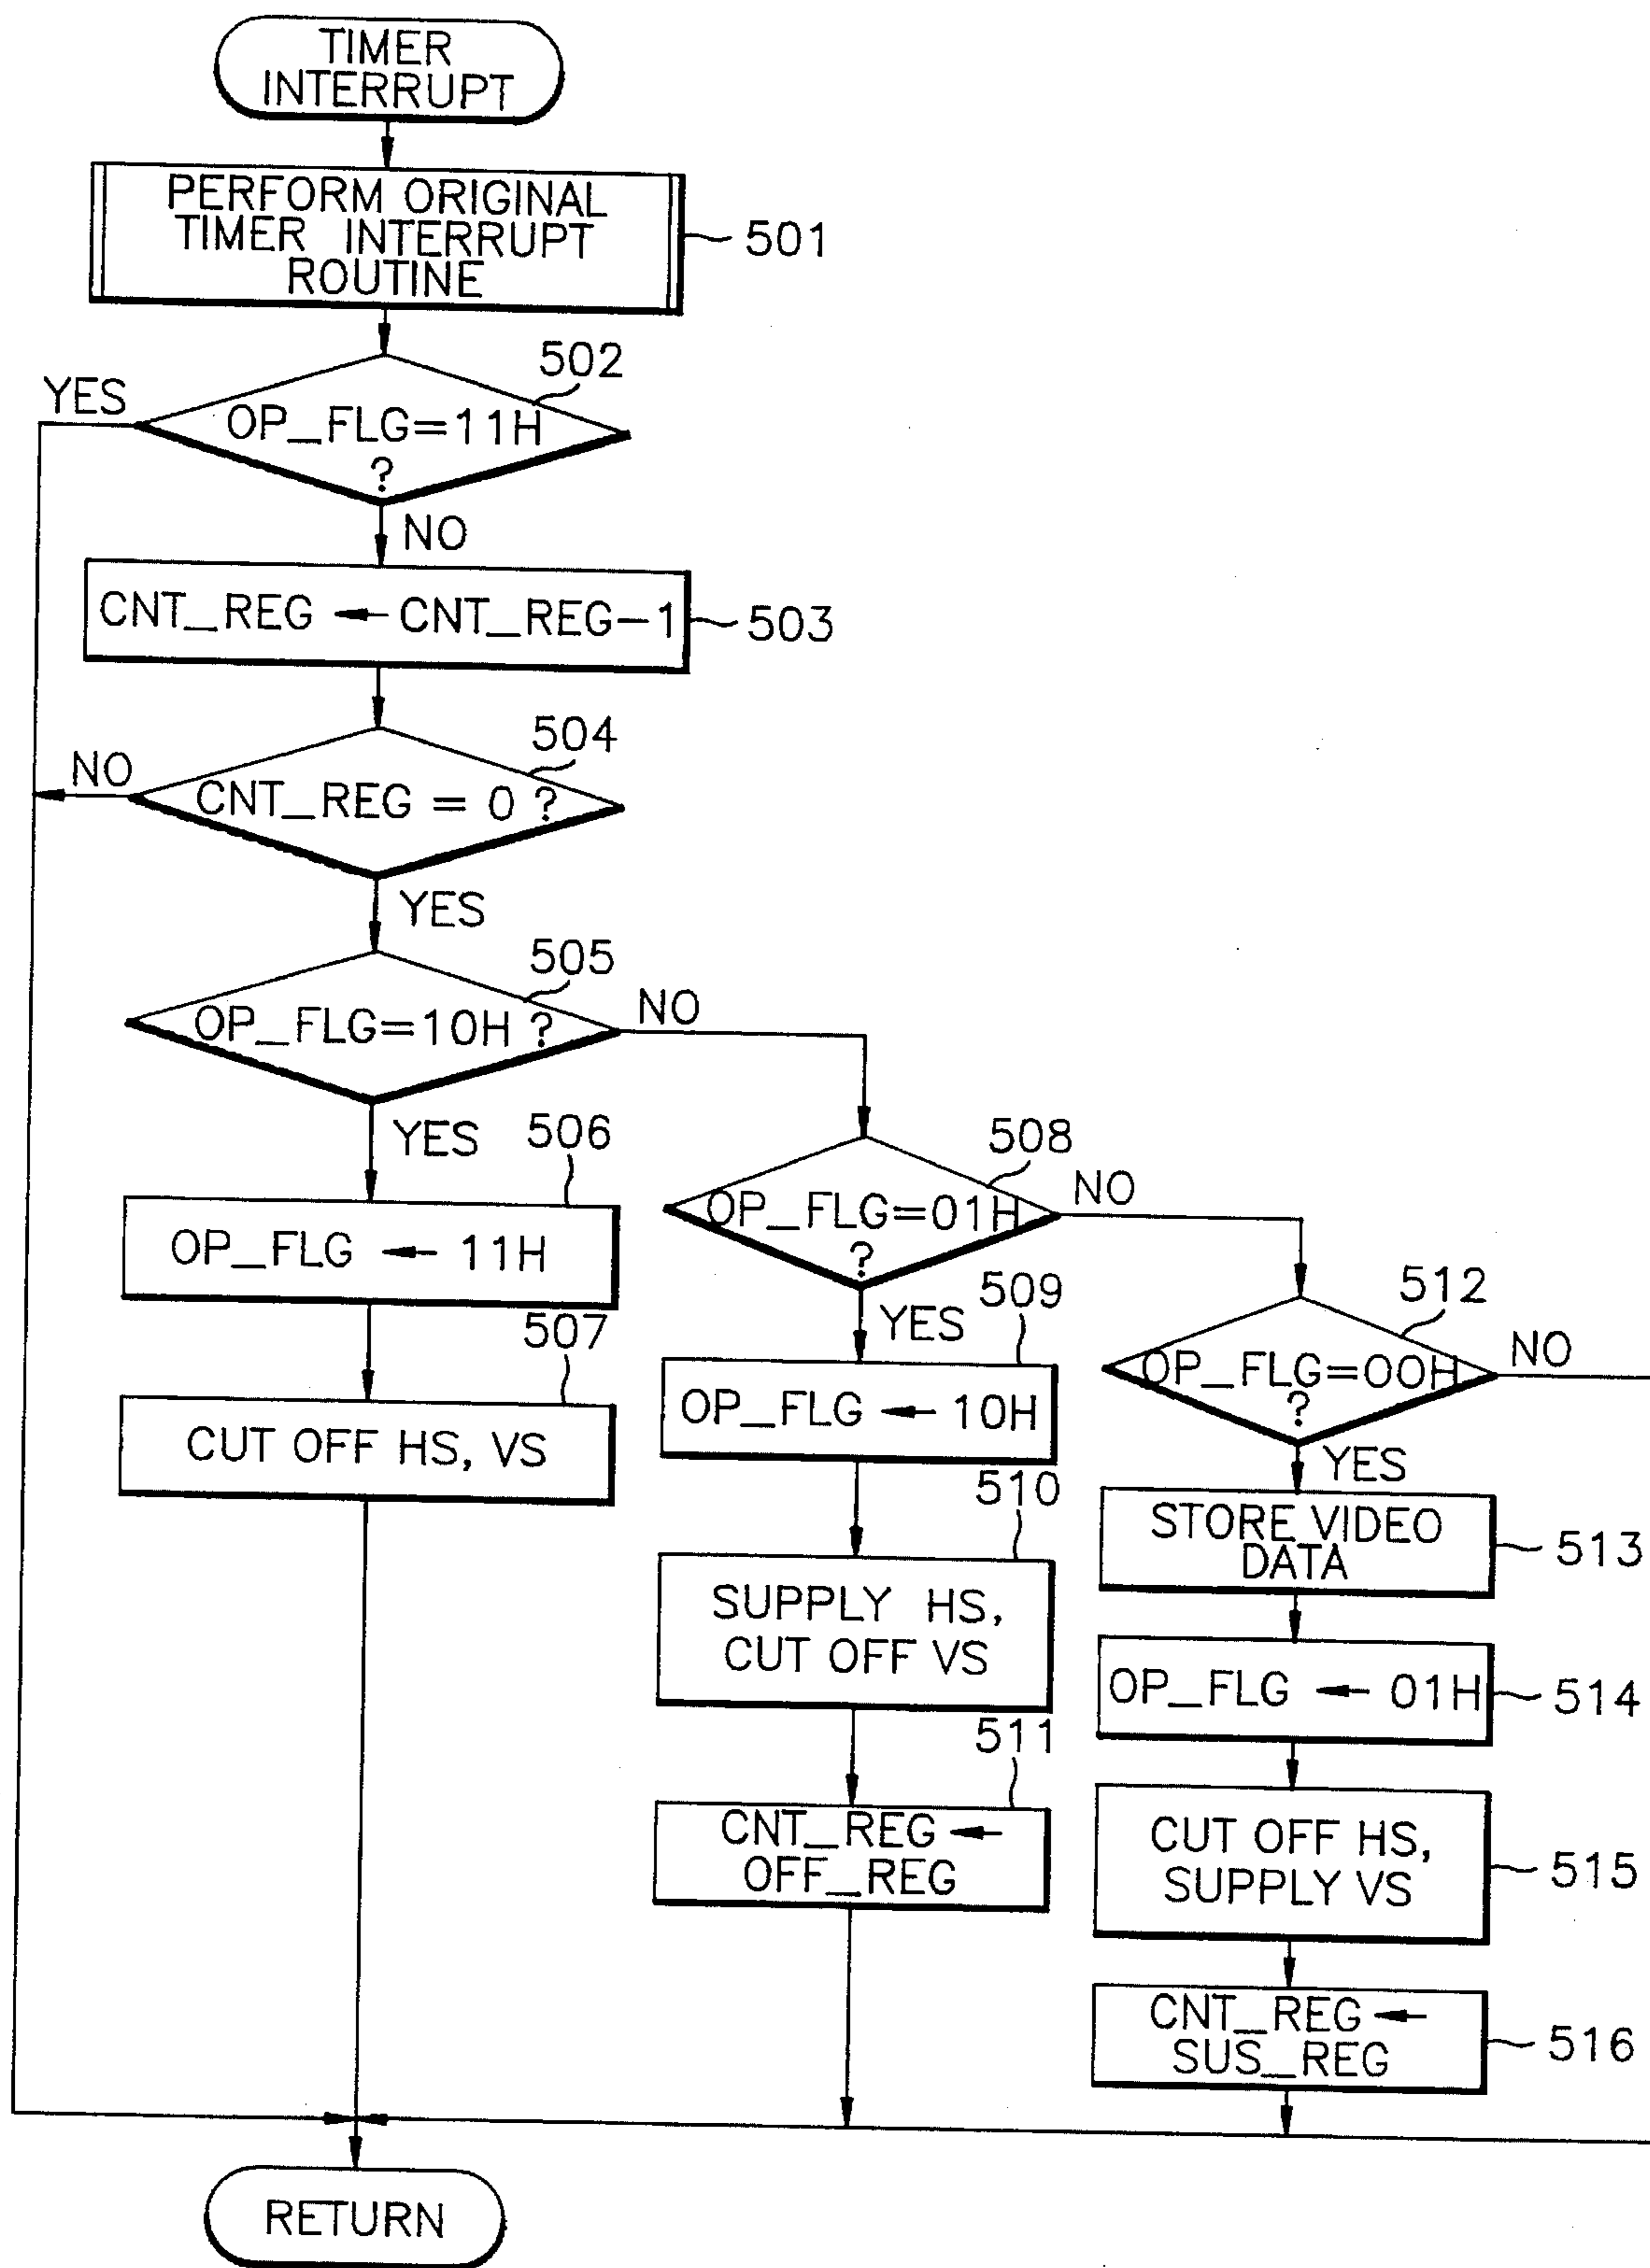 TIMER
INTERRUPT
PERFORM ORIGINAL
TIMER INTERRUPT
ROUTINE
501
502
YES
OP_FLG=11H
?
NO
CNT_REG ← CNT_REG-1
503
504
NO
CNT_REG = 0 ?
YES
505
OP_FLG=10H ?
NO
YES
506
OP_FLG ← 11H
507
CUT OFF HS, VS
508
OP_FLG=01H
?
NO
YES
509
OP_FLG ← 10H
510
SUPPLY HS,
CUT OFF VS
511
CNT_REG ←
OFF_REG
512
OP_FLG=00H
?
NO
YES
STORE VIDEO
DATA
513
OP_FLG ← 01H
514
CUT OFF HS,
SUPPLY VS
515
CNT_REG ←
SUS_REG
516
RETURN